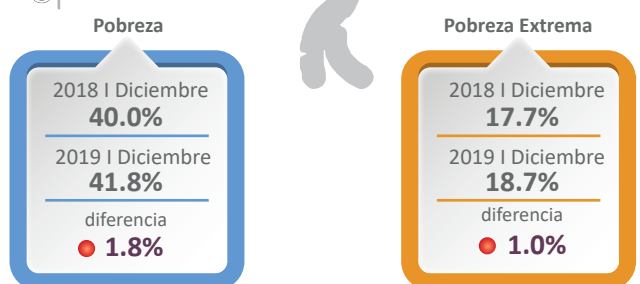 Pobreza
2018 I Diciembre
40.0%
2019 I Diciembre
41.8%
diferencia
1.8%
Pobreza Extrema
2018 I Diciembre
17.7%
2019 I Diciembre
18.7%
diferencia
1.0%